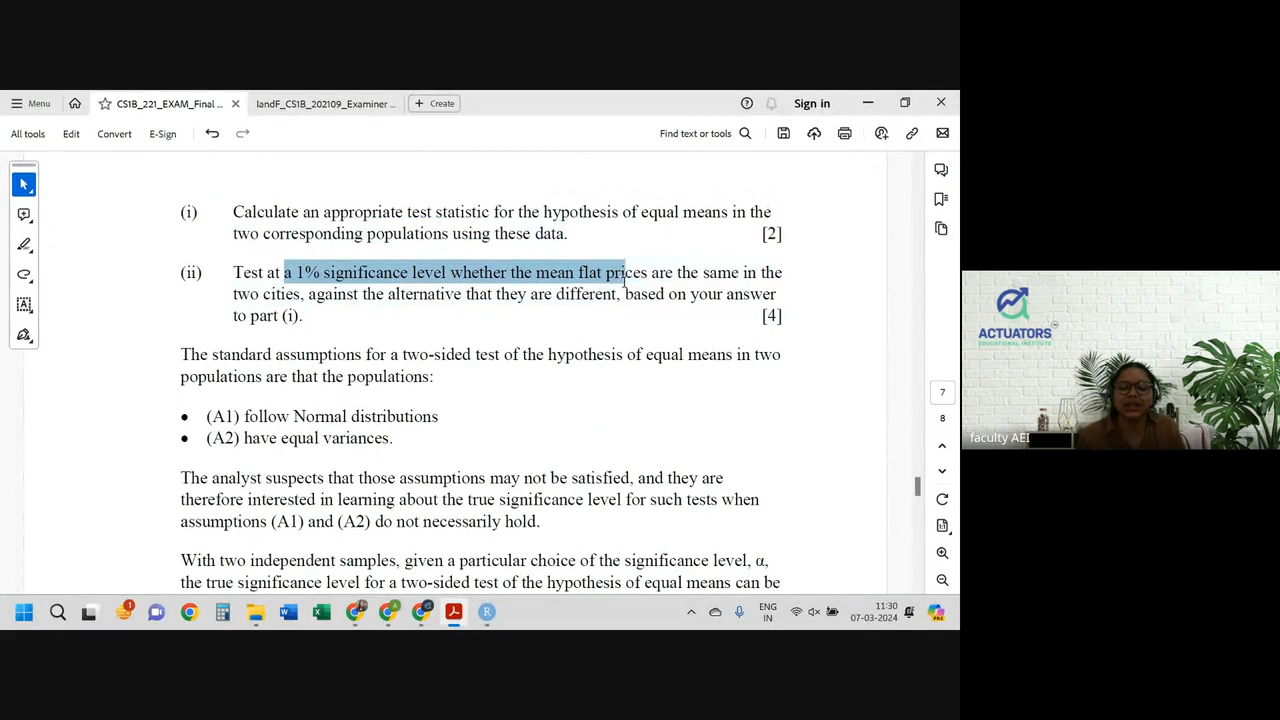 Menu
CS1B_221_EXAM_Final ...
IandF_CS1B_202109_Examiner ...
+ Create
Sign in
All tools Edit Convert E-Sign
Find text or tools
(i) Calculate an appropriate test statistic for the hypothesis of equal means in the
two corresponding populations using these data. [2]
(ii) Test at a 1% significance level whether the mean flat prices are the same in the
two cities, against the alternative that they are different, based on your answer
to part (i). [4]
The standard assumptions for a two-sided test of the hypothesis of equal means in two
populations are that the populations:
• (A1) follow Normal distributions
• (A2) have equal variances.
The analyst suspects that those assumptions may not be satisfied, and they are
therefore interested in learning about the true significance level for such tests when
assumptions (A1) and (A2) do not necessarily hold.
With two independent samples, given a particular choice of the significance level, α,
the true significance level for a two-sided test of the hypothesis of equal means can be
7
8
ENG
IN
11:30
07-03-2024
ACTUATORS
EDUCATIONAL INSTITUTE
faculty AEI